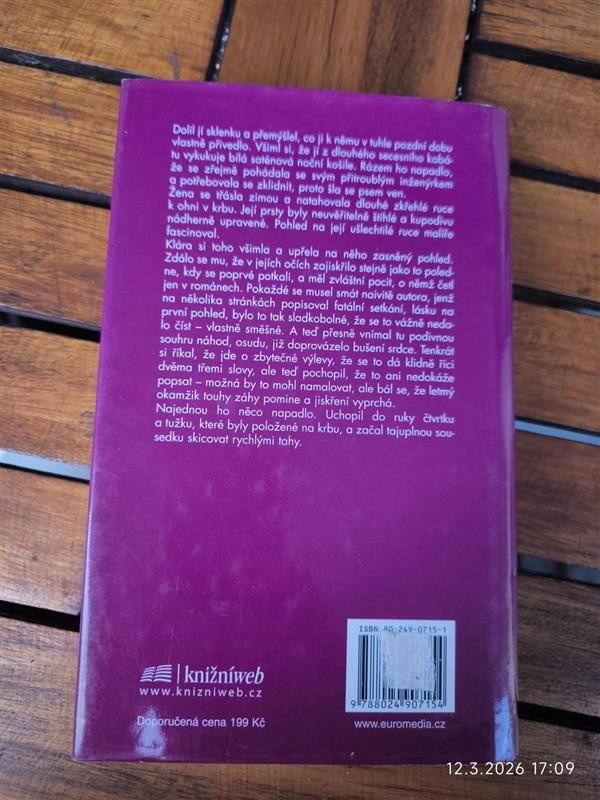 Dolil jí sklenku a přemýšlel, co ji k němu v tuhle pozdní dobu
vlastně přivedlo. Všiml si, že jí z dlouhého secesního kabá-
tu vykukuje bílá saténová noční košile. Rázem ho napadlo,
že se zřejmě pohádala se svým přitroublým inženýrkem
a potřebovala se zklidnit, proto šla se psem ven.
Žena se třásla zimou a natahovala dlouhé zkřehlé ruce
k ohni v krbu. Její prsty byly neuvěřitelně štíhlé a kupodivu
nádherně upravené. Pohled na její ušlechtilé ruce malíře
fascinoval.
Klára si toho všimla a upřela na něho zasněný pohled.
Zdálo se mu, že v jejích očích zajiskřilo stejně jako to poled-
ne, kdy se poprvé potkali, a měl zvláštní pocit, o němž četl
jen v románech. Pokaždé se musel smát naivitě autora, jenž
na několika stránkách popisoval fatální setkání, lásku na
první pohled, bylo to tak sladkobolné, že se to vážně neda-
lo číst – vlastně směšné. A teď přesně vnímal tu podivnou
souhru náhod, osudu, již doprovázelo bušení srdce. Tenkrát
si říkal, že jde o zbytečné výlevy, že se to dá klidně říci
dvěma třemi slovy, ale teď pochopil, že to ani nedokáže
popsat – možná by to mohl namalovat, ale bál se, že letmý
okamžik touhy záhy pomine a jiskření vyprchá.
Najednou ho něco napadlo. Uchopil do ruky čtvrtku
a tužku, které byly položené na krbu, a začal tajuplnou sou-
sedku skicovat rychlými tahy.
ISBN 80-249-0715-1
9 788024 907154
knižníweb
www.knizniweb.cz
Doporučená cena 199 Kč
www.euromedia.cz
12.3.2026 17:09